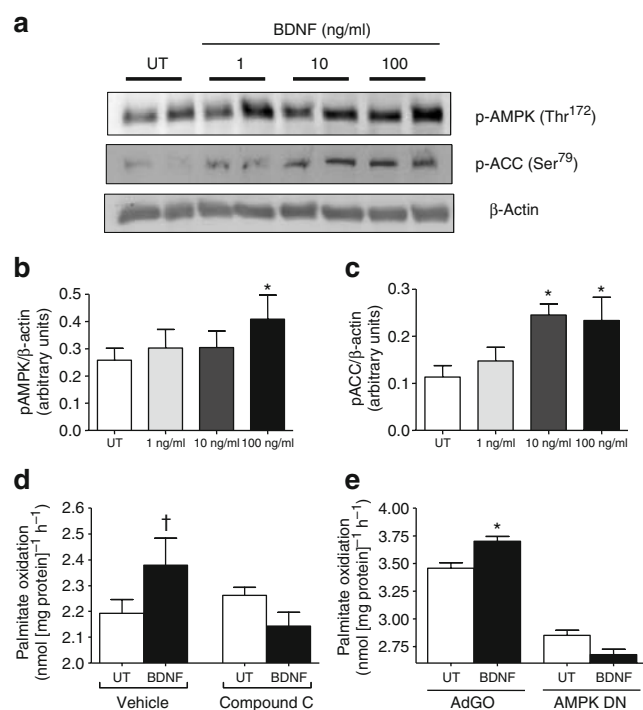 a
BDNF (ng/ml)
UT 1 10 100
p-AMPK (Thr172)
p-ACC (Ser79)
β-Actin
b
pAMPK/β-actin
(arbitrary units)
0.5
0.4
0.3
0.2
0.1
0.0
*
UT 1 ng/ml 10 ng/ml 100 ng/ml
c
pACC/β-actin
(arbitrary units)
0.3
0.2
0.1
0.0
* *
UT 1 ng/ml 10 ng/ml 100 ng/ml
d
Palmitate oxidation
(nmol [mg protein]−1 h−1)
2.6
2.5
2.4
2.3
2.2
2.1
2.0
†
UT BDNF UT BDNF
Vehicle Compound C
e
Palmitate oxidiation
(nmol [mg protein]−1 h−1)
4.00
3.75
3.50
3.25
3.00
2.75
*
UT BDNF UT BDNF
AdGO AMPK DN